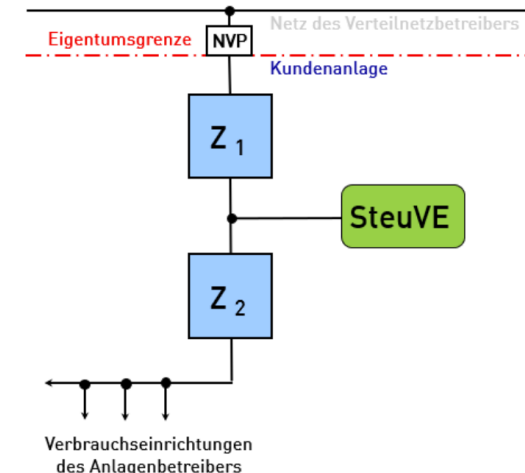 Netz des Verteilnetzbetreibers
Eigentumsgrenze
NVP
Kundenanlage
Z 1
SteuVE
Z 2
Verbrauchseinrichtungen
des Anlagenbetreibers